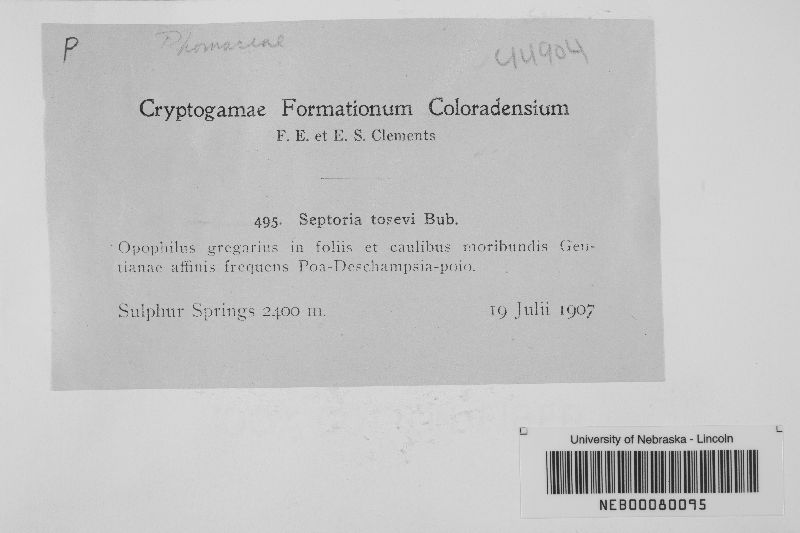 P
Phomaseae
44904
Cryptogamae Formationum Coloradensium
F. E. et E. S. Clements
495. Septoria tosevi Bub.
Opophilus gregarius in foliis et caulibus moribundis Gen-
tianae affinis frequens Poa-Deschampsia-poio.
Sulphur Springs 2400 m.
19 Julii 1907
University of Nebraska - Lincoln
NEB00080095